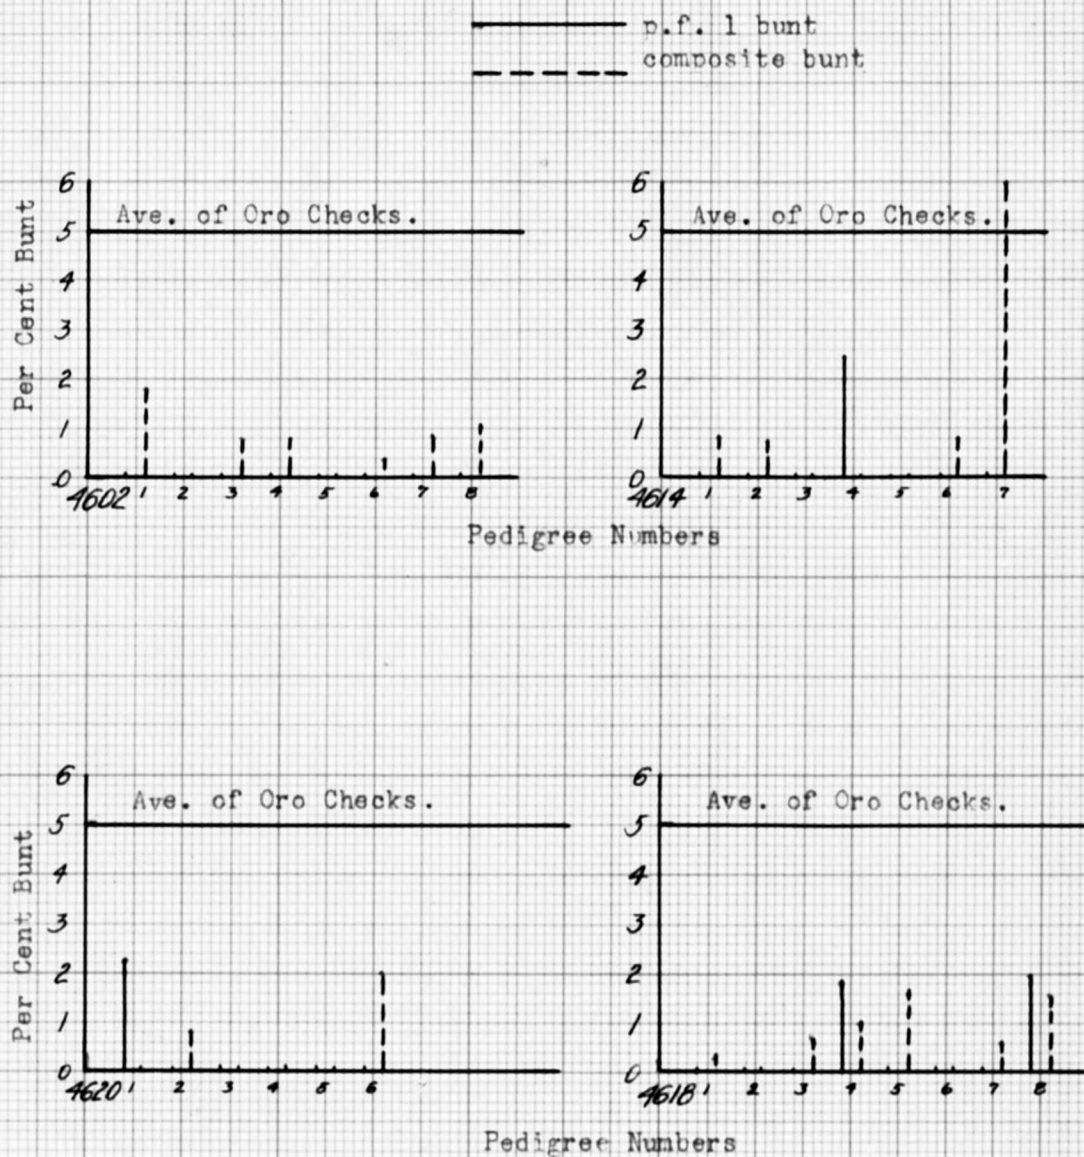 p.f. 1 bunt
composite bunt
Per Cent Bunt
6
Ave. of Oro Checks.
5
4
3
2
1
0
4602 1 2 3 4 5 6 7 8
6
Ave. of Oro Checks.
5
4
3
2
1
0
4614 1 2 3 4 5 6 7
Pedigree Numbers
Per Cent Bunt
6
Ave. of Oro Checks.
5
4
3
2
1
0
4620 1 2 3 4 5 6
6
Ave. of Oro Checks.
5
4
3
2
1
0
4618 1 2 3 4 5 6 7 8
Pedigree Numbers